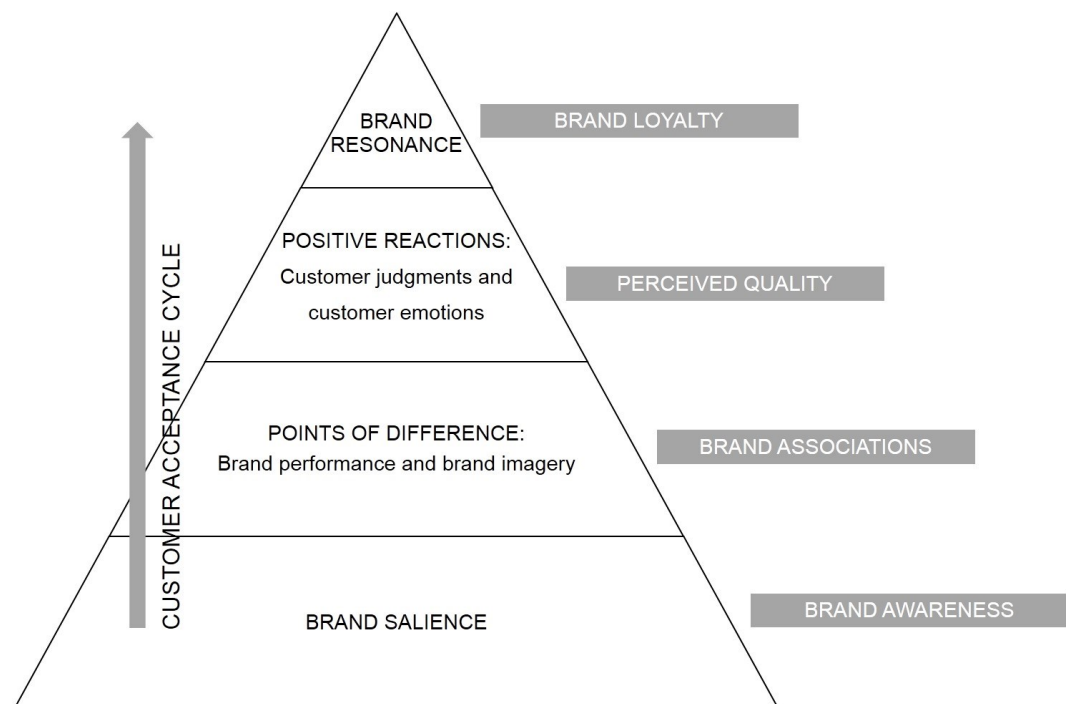 BRAND
RESONANCE
BRAND LOYALTY
POSITIVE REACTIONS:
Customer judgments and
customer emotions
PERCEIVED QUALITY
POINTS OF DIFFERENCE:
Brand performance and brand imagery
BRAND ASSOCIATIONS
BRAND SALIENCE
BRAND AWARENESS
CUSTOMER ACCEPTANCE CYCLE